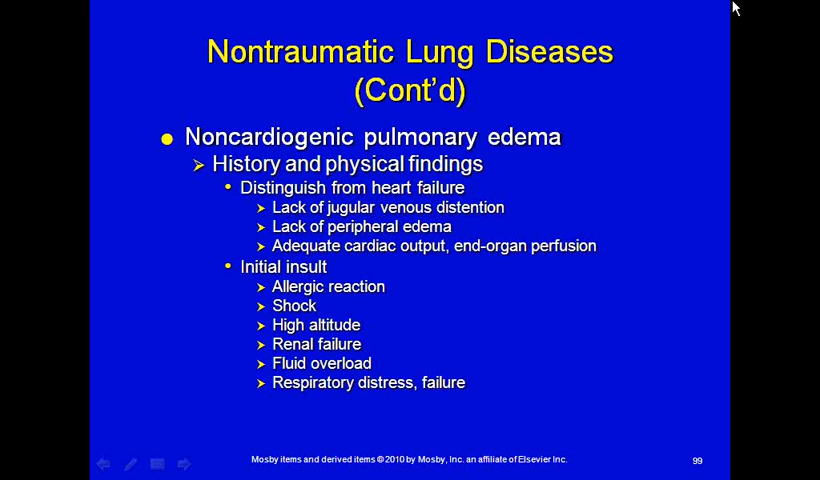 Nontraumatic Lung Diseases
(Cont'd)
Noncardiogenic pulmonary edema
History and physical findings
Distinguish from heart failure
Lack of jugular venous distention
Lack of peripheral edema
Adequate cardiac output, end-organ perfusion
Initial insult
Allergic reaction
Shock
High altitude
Renal failure
Fluid overload
Respiratory distress, failure
Mosby items and derived items © 2010 by Mosby, Inc. an affiliate of Elsevier Inc.
99